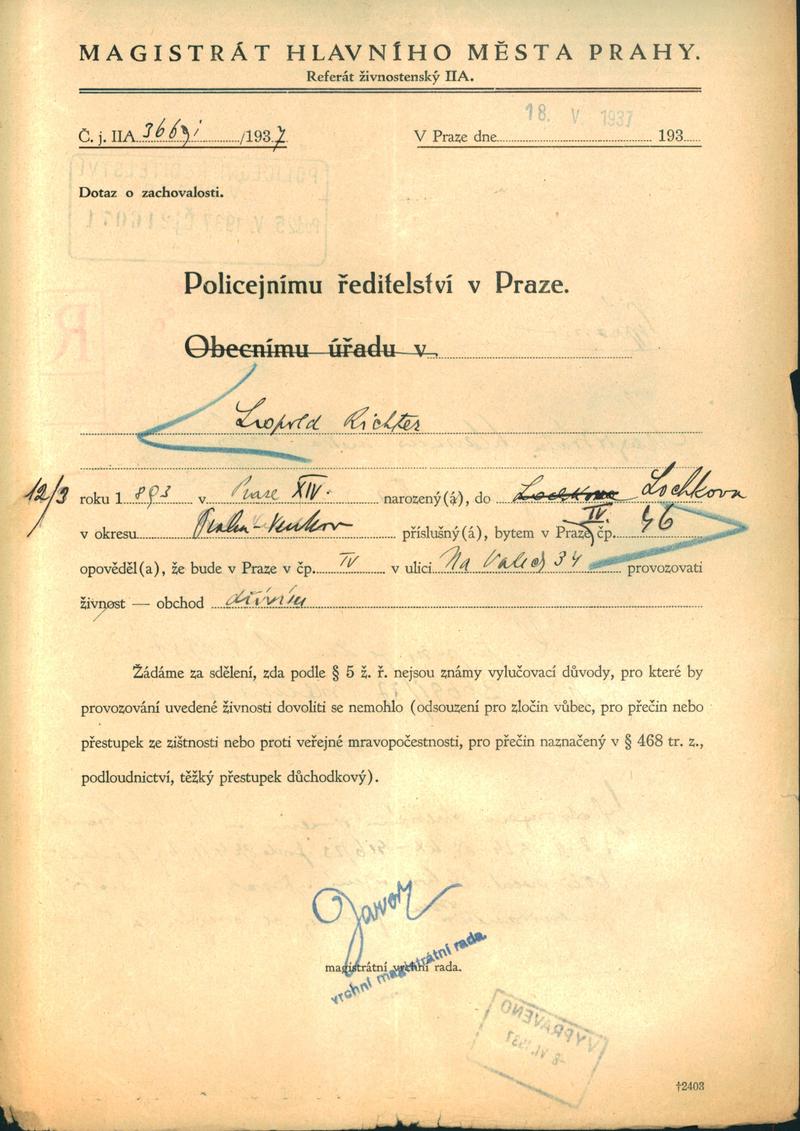 MAGISTRÁT HLAVNÍHO MĚSTA PRAHY.
Referát živnostenský IIA.
18. V 1937
Č. j. IIA /1937 V Praze dne 193
Dotaz o zachovalosti.
Policejnímu ředitelství v Praze.
Obecnímu úřadu v
Leopold Richter
12/3 roku 1893 v Praze XIV. narozený(á), do Lochkova
v okresu Praha-Venkov příslušný(á), bytem v Praze IV. čp. 46
opověděl(a), že bude v Praze v čp. IV v ulici Na 34 provozovati
živnost — obchod dřívím
Žádáme za sdělení, zda podle § 5 ž. ř. nejsou známy vylučovací důvody, pro které by
provozování uvedené živnosti dovoliti se nemohlo (odsouzení pro zločin vůbec, pro přečin nebo
přestupek ze zištnosti nebo proti veřejné mravopočestnosti, pro přečin naznačený v § 468 tr. z.,
podloudnictví, těžký přestupek důchodkový).
magistrátní vrchní rada.
vrchní magistrátní rada.
VYPRAVENO
-8. VI. 1937
†2403